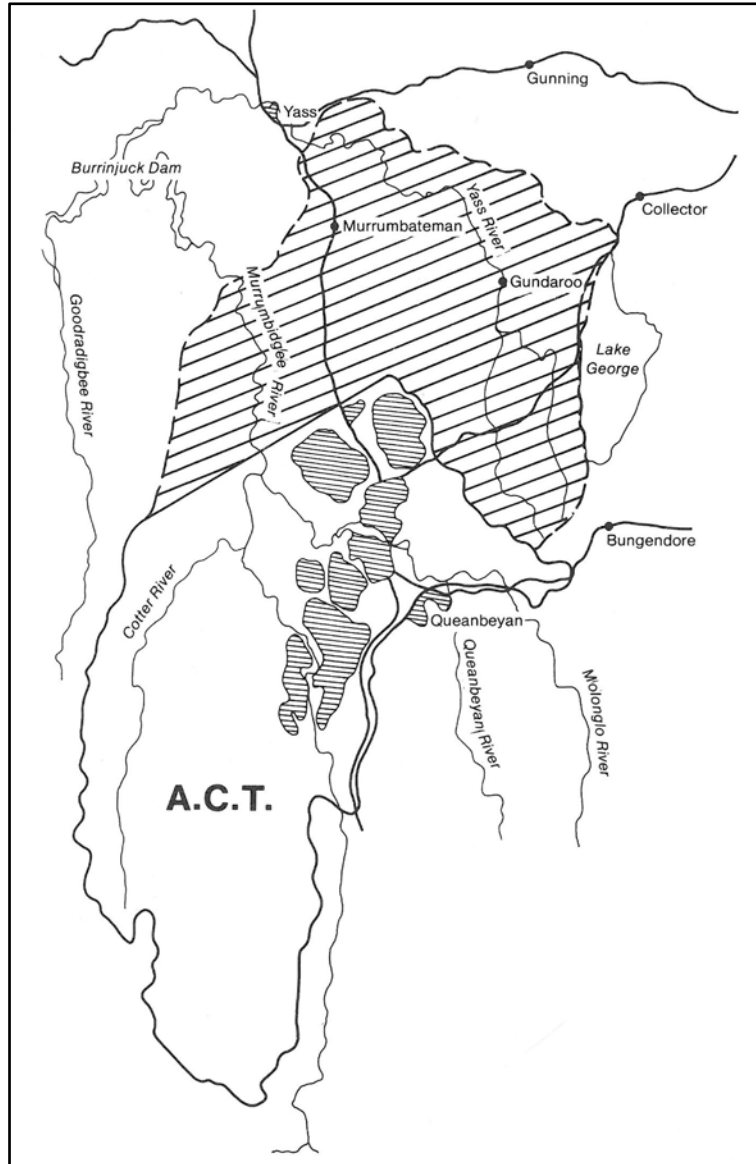 Gunning
Yass
Burrinjuck Dam
Collector
Yass River
Murrumbateman
Gundaroo
Murrumbidgee River
Goodradigbee River
Lake
George
Bungendore
Cotter River
Queanbeyan
Queanbeyan River
Molonglo River
A.C.T.